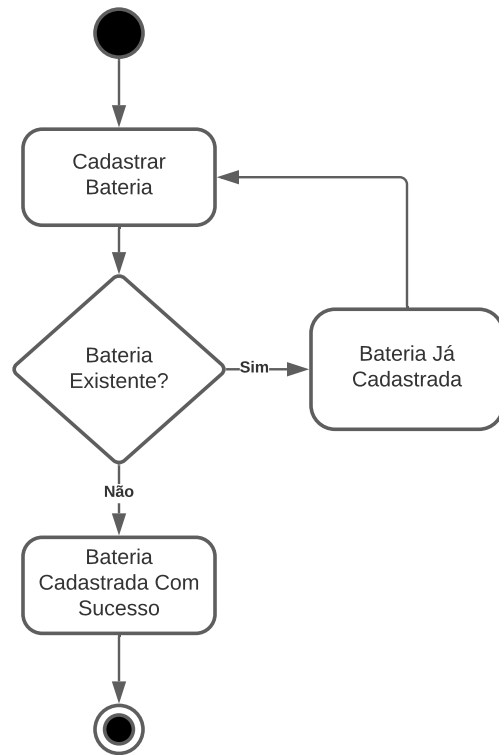 Cadastrar
Bateria
Bateria
Existente?
Sim
Bateria Já
Cadastrada
Não
Bateria
Cadastrada Com
Sucesso